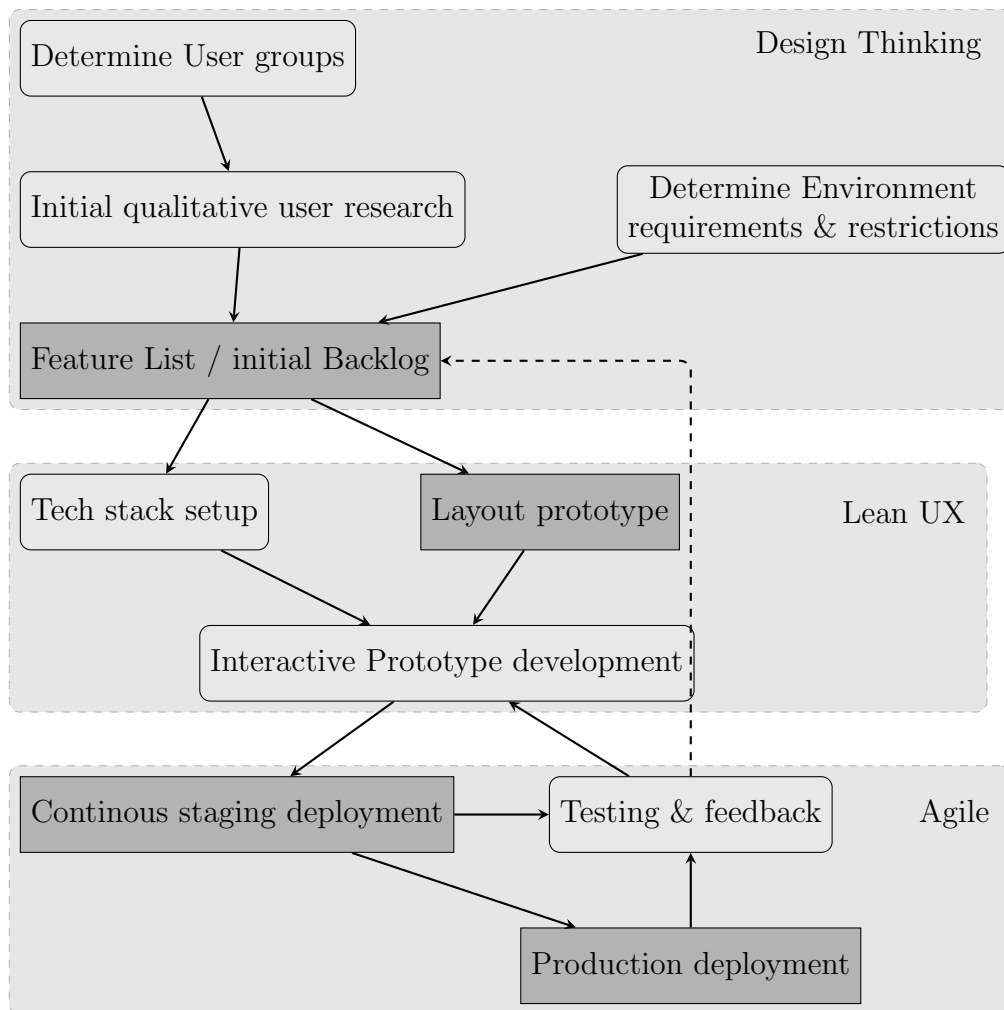 Design Thinking
Determine User groups
Initial qualitative user research
Determine Environment
requirements & restrictions
Feature List / initial Backlog
Tech stack setup
Layout prototype
Lean UX
Interactive Prototype development
Continous staging deployment
Testing & feedback
Agile
Production deployment